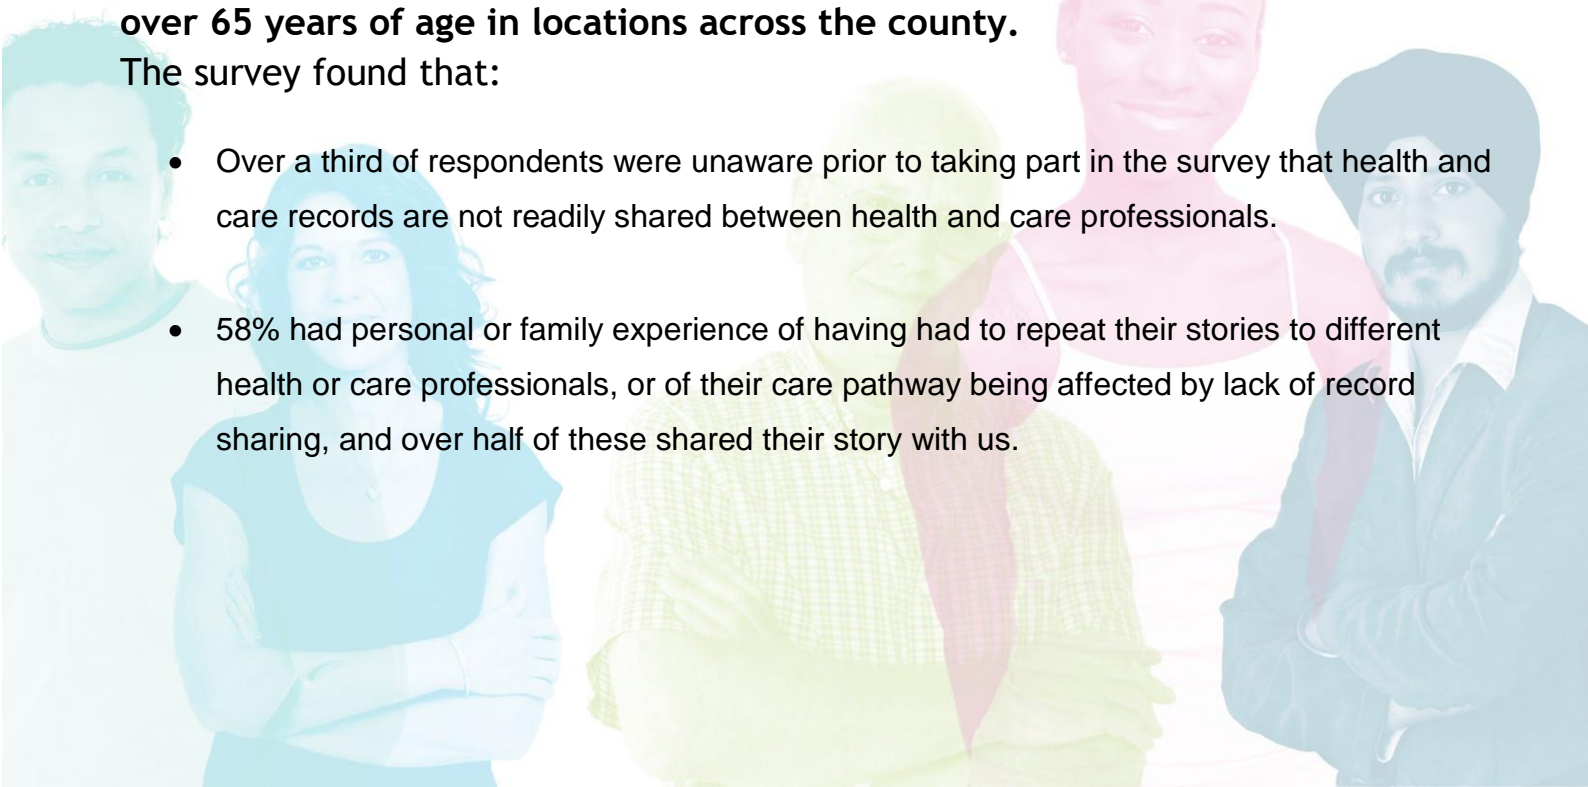 over 65 years of age in locations across the county.
The survey found that:
• Over a third of respondents were unaware prior to taking part in the survey that health and
care records are not readily shared between health and care professionals.
• 58% had personal or family experience of having had to repeat their stories to different
health or care professionals, or of their care pathway being affected by lack of record
sharing, and over half of these shared their story with us.